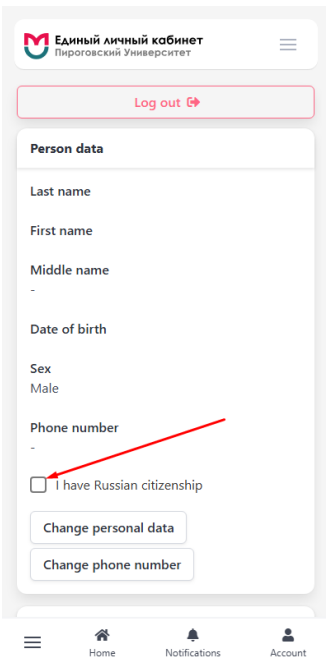 Единый личный кабинет
Пироговский Университет
Log out
Person data
Last name
First name
Middle name
-
Date of birth
Sex
Male
Phone number
-
I have Russian citizenship
Change personal data
Change phone number
Home
Notifications
Account